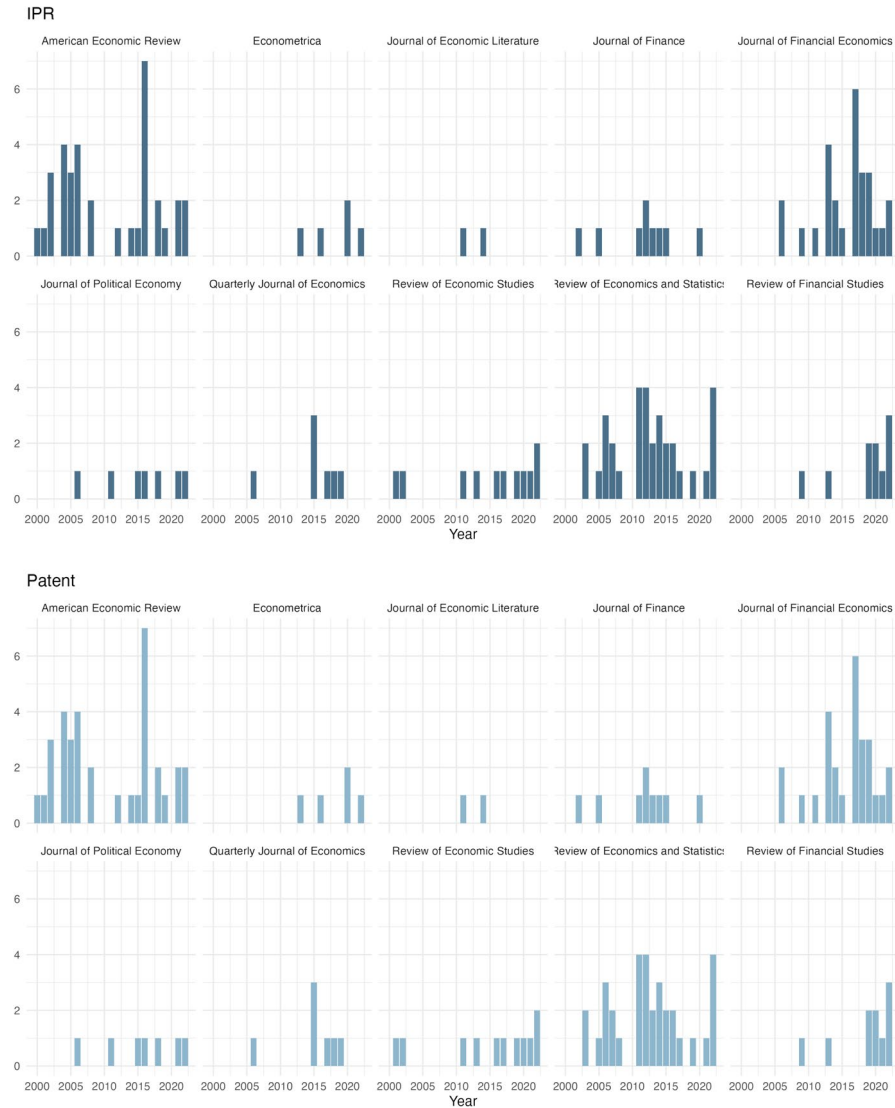 IPR
American Economic Review Econometrica Journal of Economic Literature Journal of Finance Journal of Financial Economics
6
4
2
0
Journal of Political Economy Quarterly Journal of Economics Review of Economic Studies Review of Economics and Statistics Review of Financial Studies
6
4
2
0
2000 2005 2010 2015 2020 2000 2005 2010 2015 2020 2000 2005 2010 2015 2020 2000 2005 2010 2015 2020 2000 2005 2010 2015 2020
Year
Patent
American Economic Review Econometrica Journal of Economic Literature Journal of Finance Journal of Financial Economics
6
4
2
0
Journal of Political Economy Quarterly Journal of Economics Review of Economic Studies Review of Economics and Statistics Review of Financial Studies
6
4
2
0
2000 2005 2010 2015 2020 2000 2005 2010 2015 2020 2000 2005 2010 2015 2020 2000 2005 2010 2015 2020 2000 2005 2010 2015 2020
Year